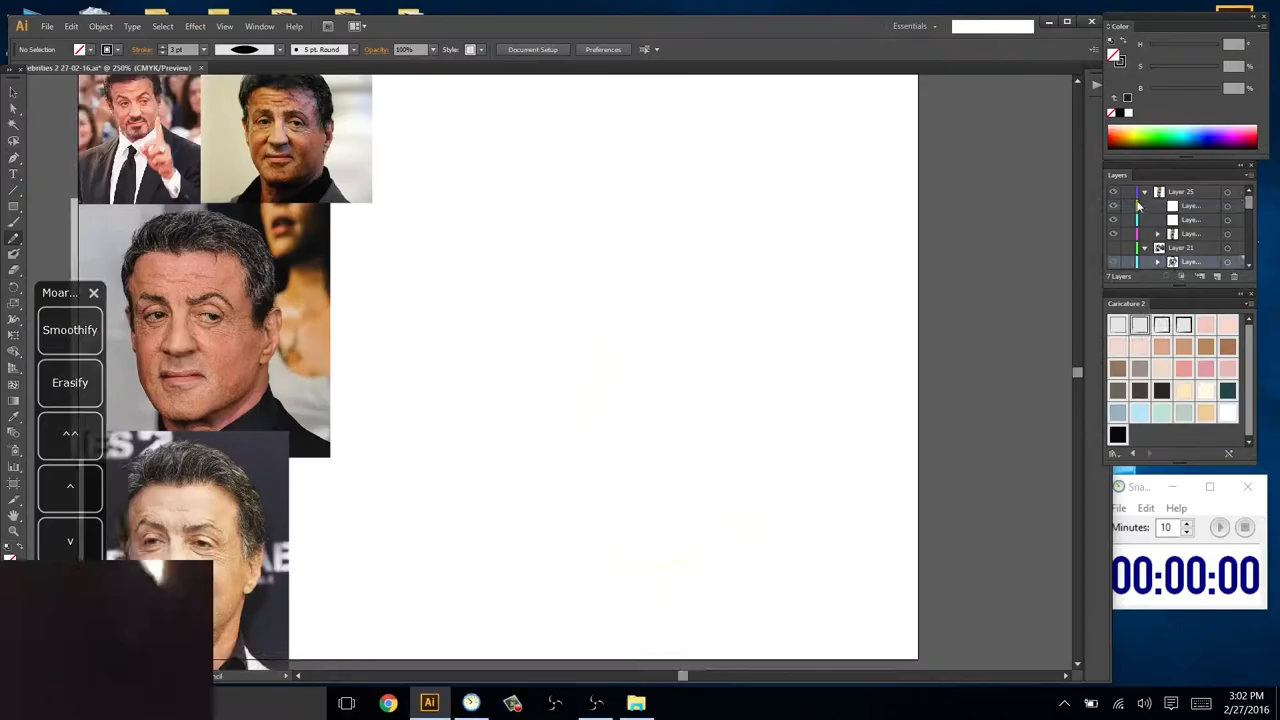 Ai File Edit Object Type Select Effect View Window Help Essentials
No Selection Stroke: 3 pt 5 pt. Round Opacity: 100% Style: Document Setup Preferences
ebrities 2 27-02-16.ai* @ 250% (CMYK/Preview)
Color
H °
S %
B %
Layers
Layer 25
Laye...
Laye...
Laye...
Layer 21
Laye...
7 Layers
Caricature 2
Moar...
Smoothify
Erasify
^^
^
v
Sna...
File Edit Help
Minutes: 10
00:00:00
Ai
3:02 PM
2/27/2016